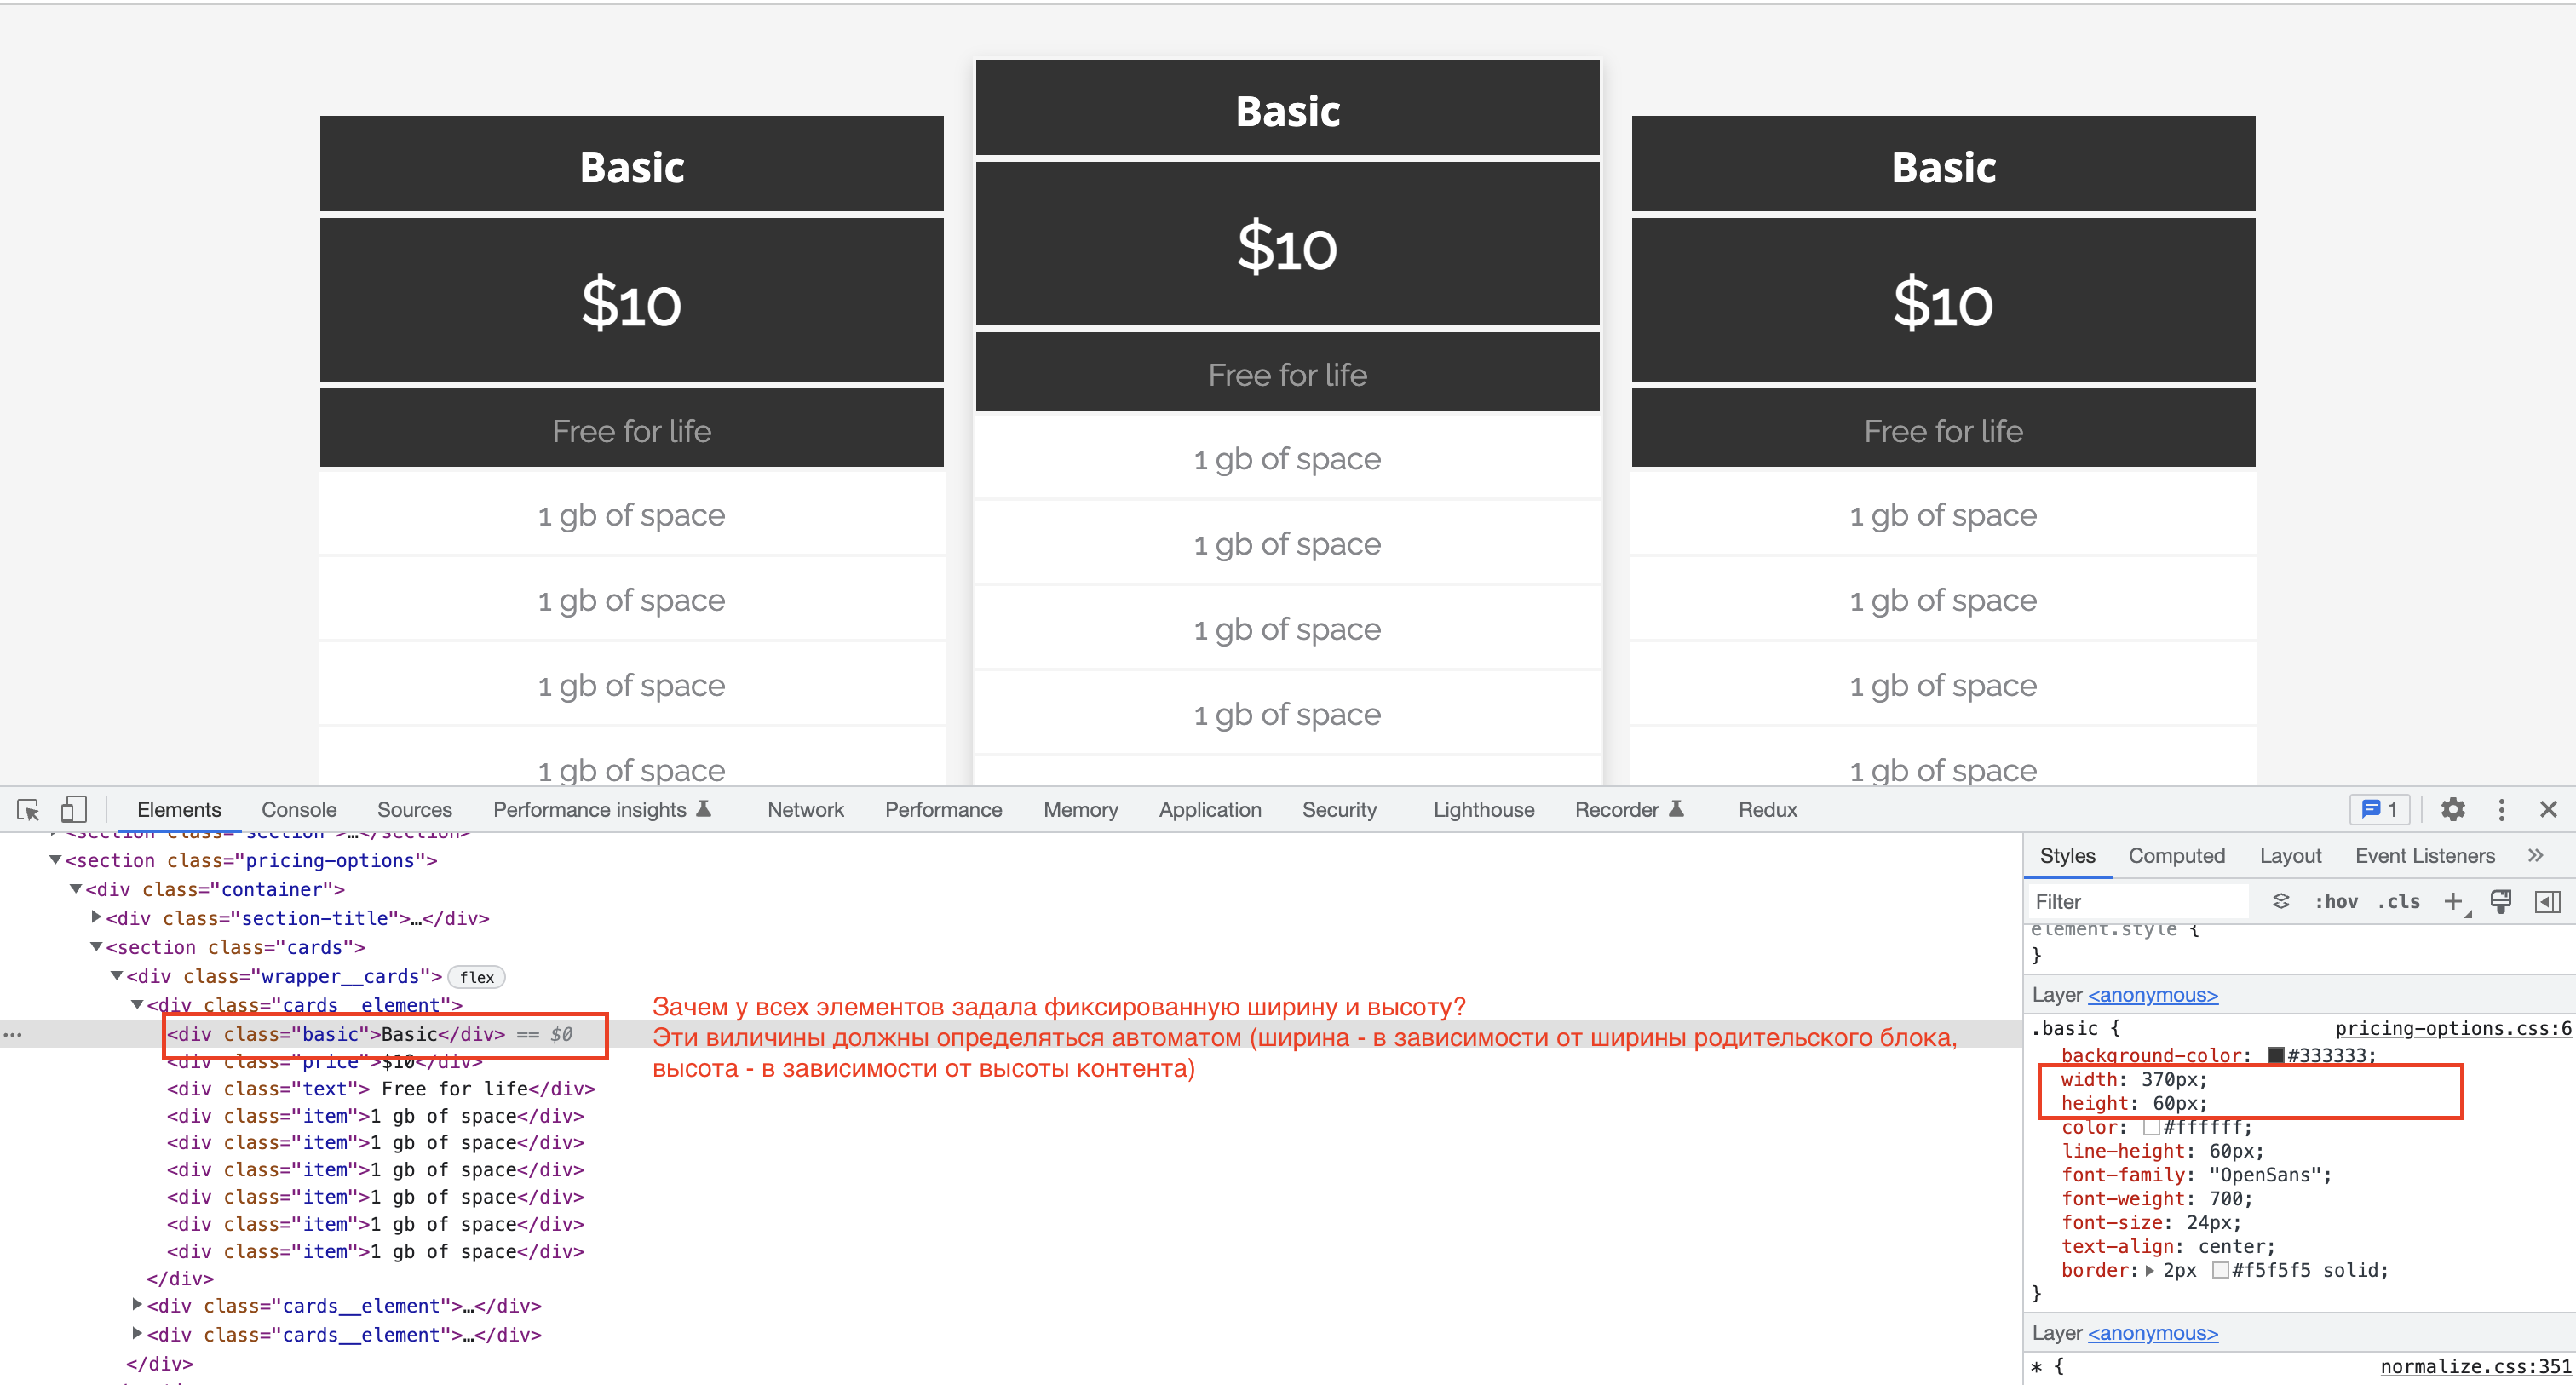 Basic
Basic
Basic
$10
$10
$10
Free for life
Free for life
Free for life
1 gb of space
1 gb of space
1 gb of space
1 gb of space
1 gb of space
1 gb of space
1 gb of space
1 gb of space
1 gb of space
1 gb of space
1 gb of space
1 gb of space
Elements Console Sources Performance insights Network Performance Memory Application Security Lighthouse Recorder Redux 1
<section class="section">…</section>
<section class="pricing-options">
<div class="container">
<div class="section-title">…</div>
<section class="cards">
<div class="wrapper__cards"> flex
<div class="cards__element">
<div class="basic">Basic</div> == $0
<div class="price">$10</div>
<div class="text"> Free for life</div>
<div class="item">1 gb of space</div>
<div class="item">1 gb of space</div>
<div class="item">1 gb of space</div>
<div class="item">1 gb of space</div>
<div class="item">1 gb of space</div>
<div class="item">1 gb of space</div>
</div>
<div class="cards__element">…</div>
<div class="cards__element">…</div>
</div>
Зачем у всех элементов задала фиксированную ширину и высоту?
Эти виличины должны определяться автоматом (ширина - в зависимости от ширины родительского блока,
высота - в зависимости от высоты контента)
Styles Computed Layout Event Listeners
Filter :hov .cls
element.style {
}
Layer <anonymous>
.basic { pricing-options.css:6
background-color: #333333;
width: 370px;
height: 60px;
color: #ffffff;
line-height: 60px;
font-family: "OpenSans";
font-weight: 700;
font-size: 24px;
text-align: center;
border: 2px #f5f5f5 solid;
}
Layer <anonymous>
* { normalize.css:351